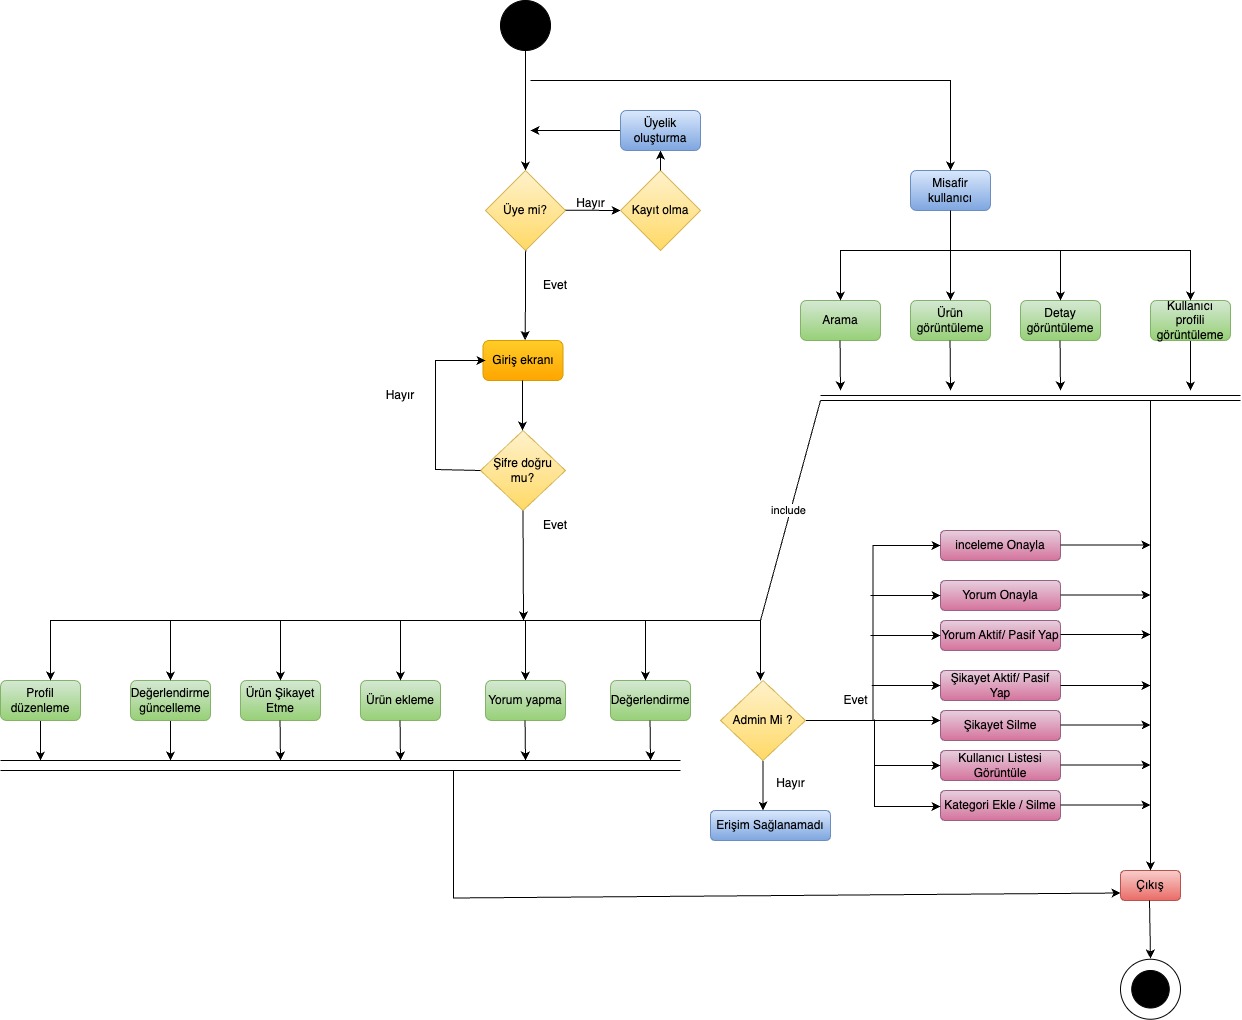 Üyelik
oluşturma
Üye mi?
Hayır
Kayıt olma
Misafir
kullanıcı
Evet
Arama
Ürün
görüntüleme
Detay
görüntüleme
Kullanıcı
profili
görüntüleme
Giriş ekranı
Hayır
Şifre doğru
mu?
Evet
include
inceleme Onayla
Yorum Onayla
Yorum Aktif/ Pasif Yap
Şikayet Aktif/ Pasif
Yap
Şikayet Silme
Kullanıcı Listesi
Görüntüle
Kategori Ekle / Silme
Profil
düzenleme
Değerlendirme
güncelleme
Ürün Şikayet
Etme
Ürün ekleme
Yorum yapma
Değerlendirme
Admin Mi ?
Evet
Hayır
Erişim Sağlanamadı
Çıkış